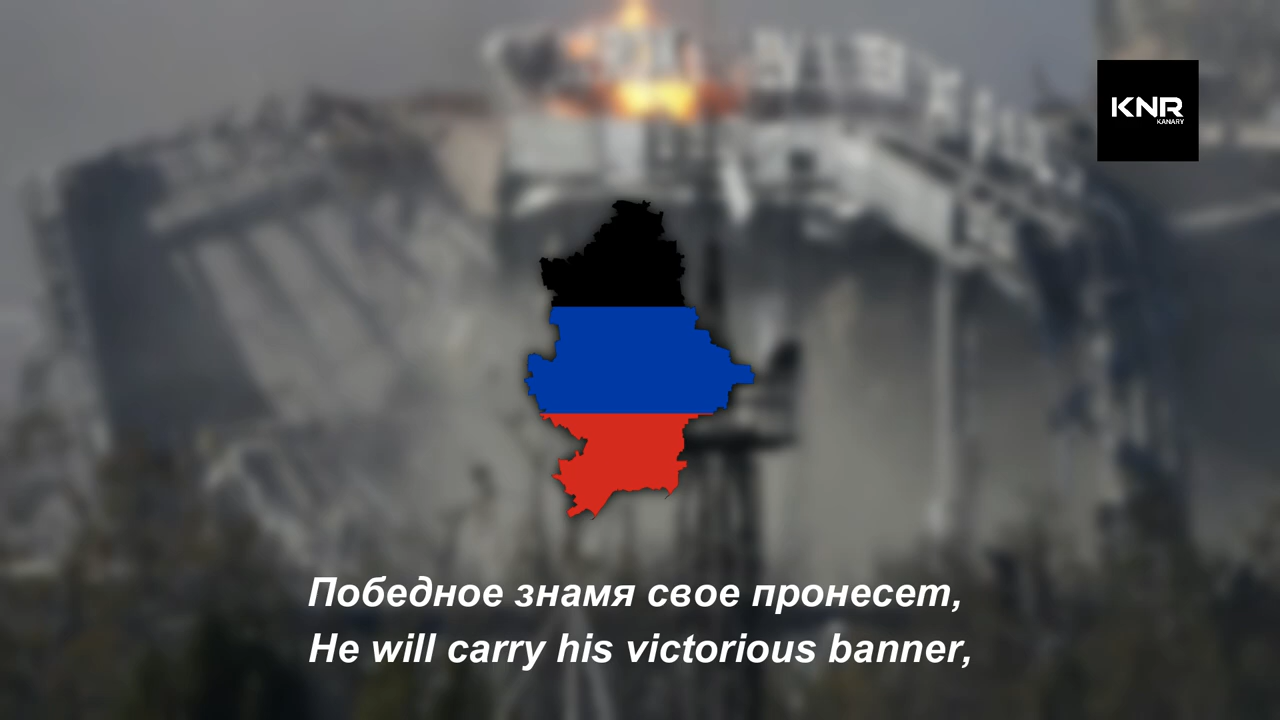 KNR
KANARY
Победное знамя свое пронесет,
He will carry his victorious banner,